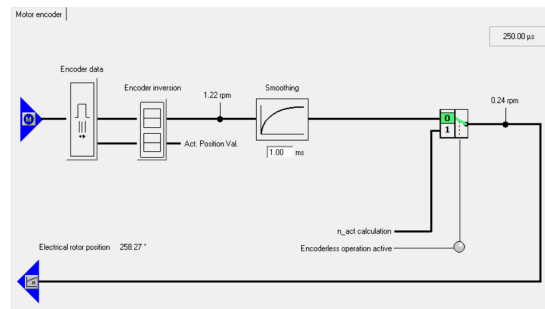 Motor encoder
250.00 µs
Encoder data
Encoder inversion
1.22 rpm
Smoothing
0.24 rpm
M
0
1
Act. Position Val.
1.00 ms
n_act calculation
Encoderless operation active
Electrical rotor position 258.27 °
n